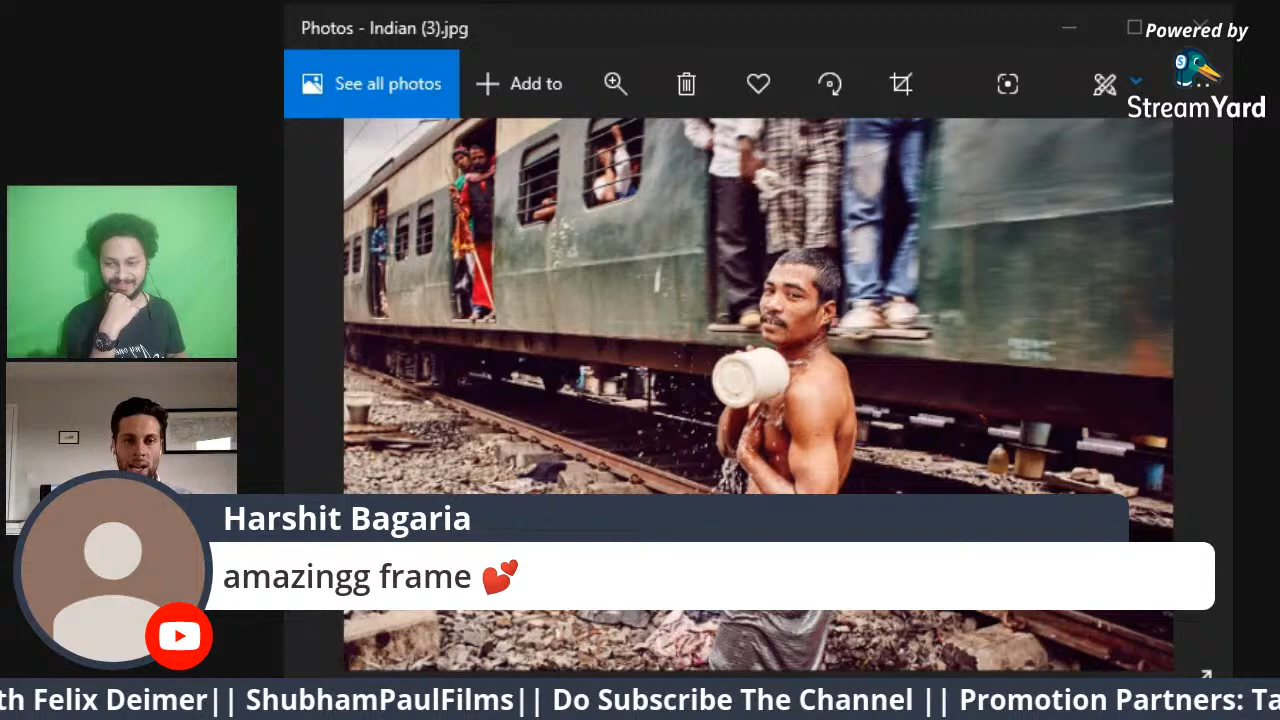 Photos - Indian (3).jpg
Powered by
See all photos
Add to
StreamYard
Harshit Bagaria
amazingg frame 💕
th Felix Deimer|| ShubhamPaulFilms|| Do Subscribe The Channel || Promotion Partners: Ta